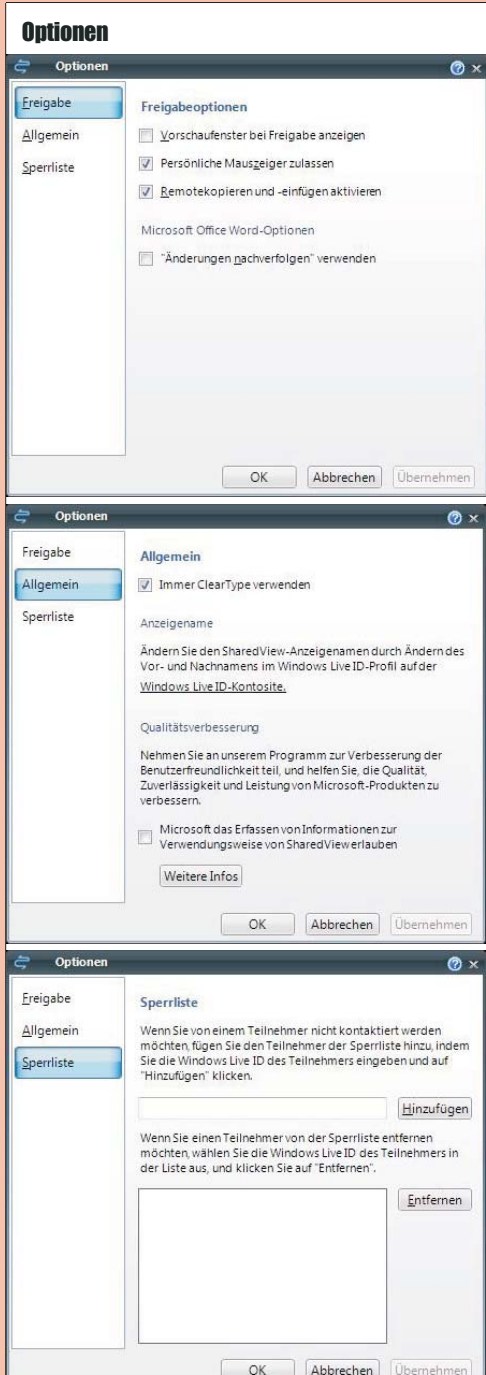 Optionen
Optionen
Freigabe
Allgemein
Sperrliste
Freigabeoptionen
Vorschaufenster bei Freigabe anzeigen
Persönliche Mauszeiger zulassen
Remotekopieren und -einfügen aktivieren
Microsoft Office Word-Optionen
"Änderungen nachverfolgen" verwenden
OK Abbrechen Übernehmen
Optionen
Freigabe
Allgemein
Sperrliste
Allgemein
Immer ClearType verwenden
Anzeigename
Ändern Sie den SharedView-Anzeigenamen durch Ändern des
Vor- und Nachnamens im Windows Live ID-Profil auf der
Windows Live ID-Kontosite.
Qualitätsverbesserung
Nehmen Sie an unserem Programm zur Verbesserung der
Benutzerfreundlichkeit teil, und helfen Sie, die Qualität,
Zuverlässigkeit und Leistung von Microsoft-Produkten zu
verbessern.
Microsoft das Erfassen von Informationen zur
Verwendungsweise von SharedView erlauben
Weitere Infos
OK Abbrechen Übernehmen
Optionen
Freigabe
Allgemein
Sperrliste
Sperrliste
Wenn Sie von einem Teilnehmer nicht kontaktiert werden
möchten, fügen Sie den Teilnehmer der Sperrliste hinzu, indem
Sie die Windows Live ID des Teilnehmers eingeben und auf
"Hinzufügen" klicken.
Hinzufügen
Wenn Sie einen Teilnehmer von der Sperrliste entfernen
möchten, wählen Sie die Windows Live ID des Teilnehmers in
der Liste aus, und klicken Sie auf "Entfernen".
Entfernen
OK Abbrechen Übernehmen